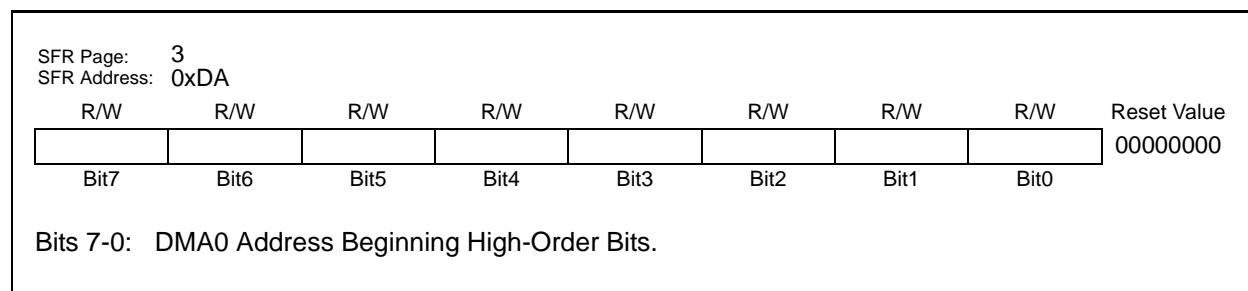 SFR Page: 3
SFR Address: 0xDA
R/W R/W R/W R/W R/W R/W R/W R/W Reset Value
00000000
Bit7 Bit6 Bit5 Bit4 Bit3 Bit2 Bit1 Bit0
Bits 7-0: DMA0 Address Beginning High-Order Bits.